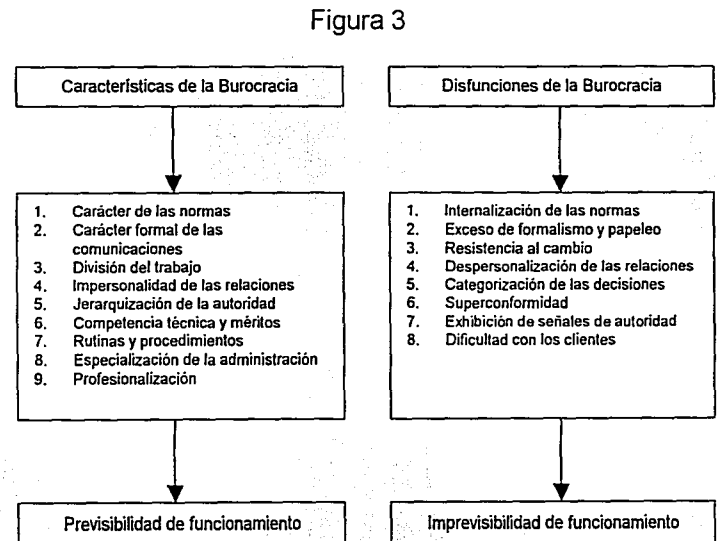 Figura 3
Características de la Burocracia
1. Carácter de las normas
2. Carácter formal de las
comunicaciones
3. División del trabajo
4. Impersonalidad de las relaciones
5. Jerarquización de la autoridad
6. Competencia técnica y méritos
7. Rutinas y procedimientos
8. Especialización de la administración
9. Profesionalización
Previsibilidad de funcionamiento
Disfunciones de la Burocracia
1. Internalización de las normas
2. Exceso de formalismo y papeleo
3. Resistencia al cambio
4. Despersonalización de las relaciones
5. Categorización de las decisiones
6. Superconformidad
7. Exhibición de señales de autoridad
8. Dificultad con los clientes
Imprevisibilidad de funcionamiento